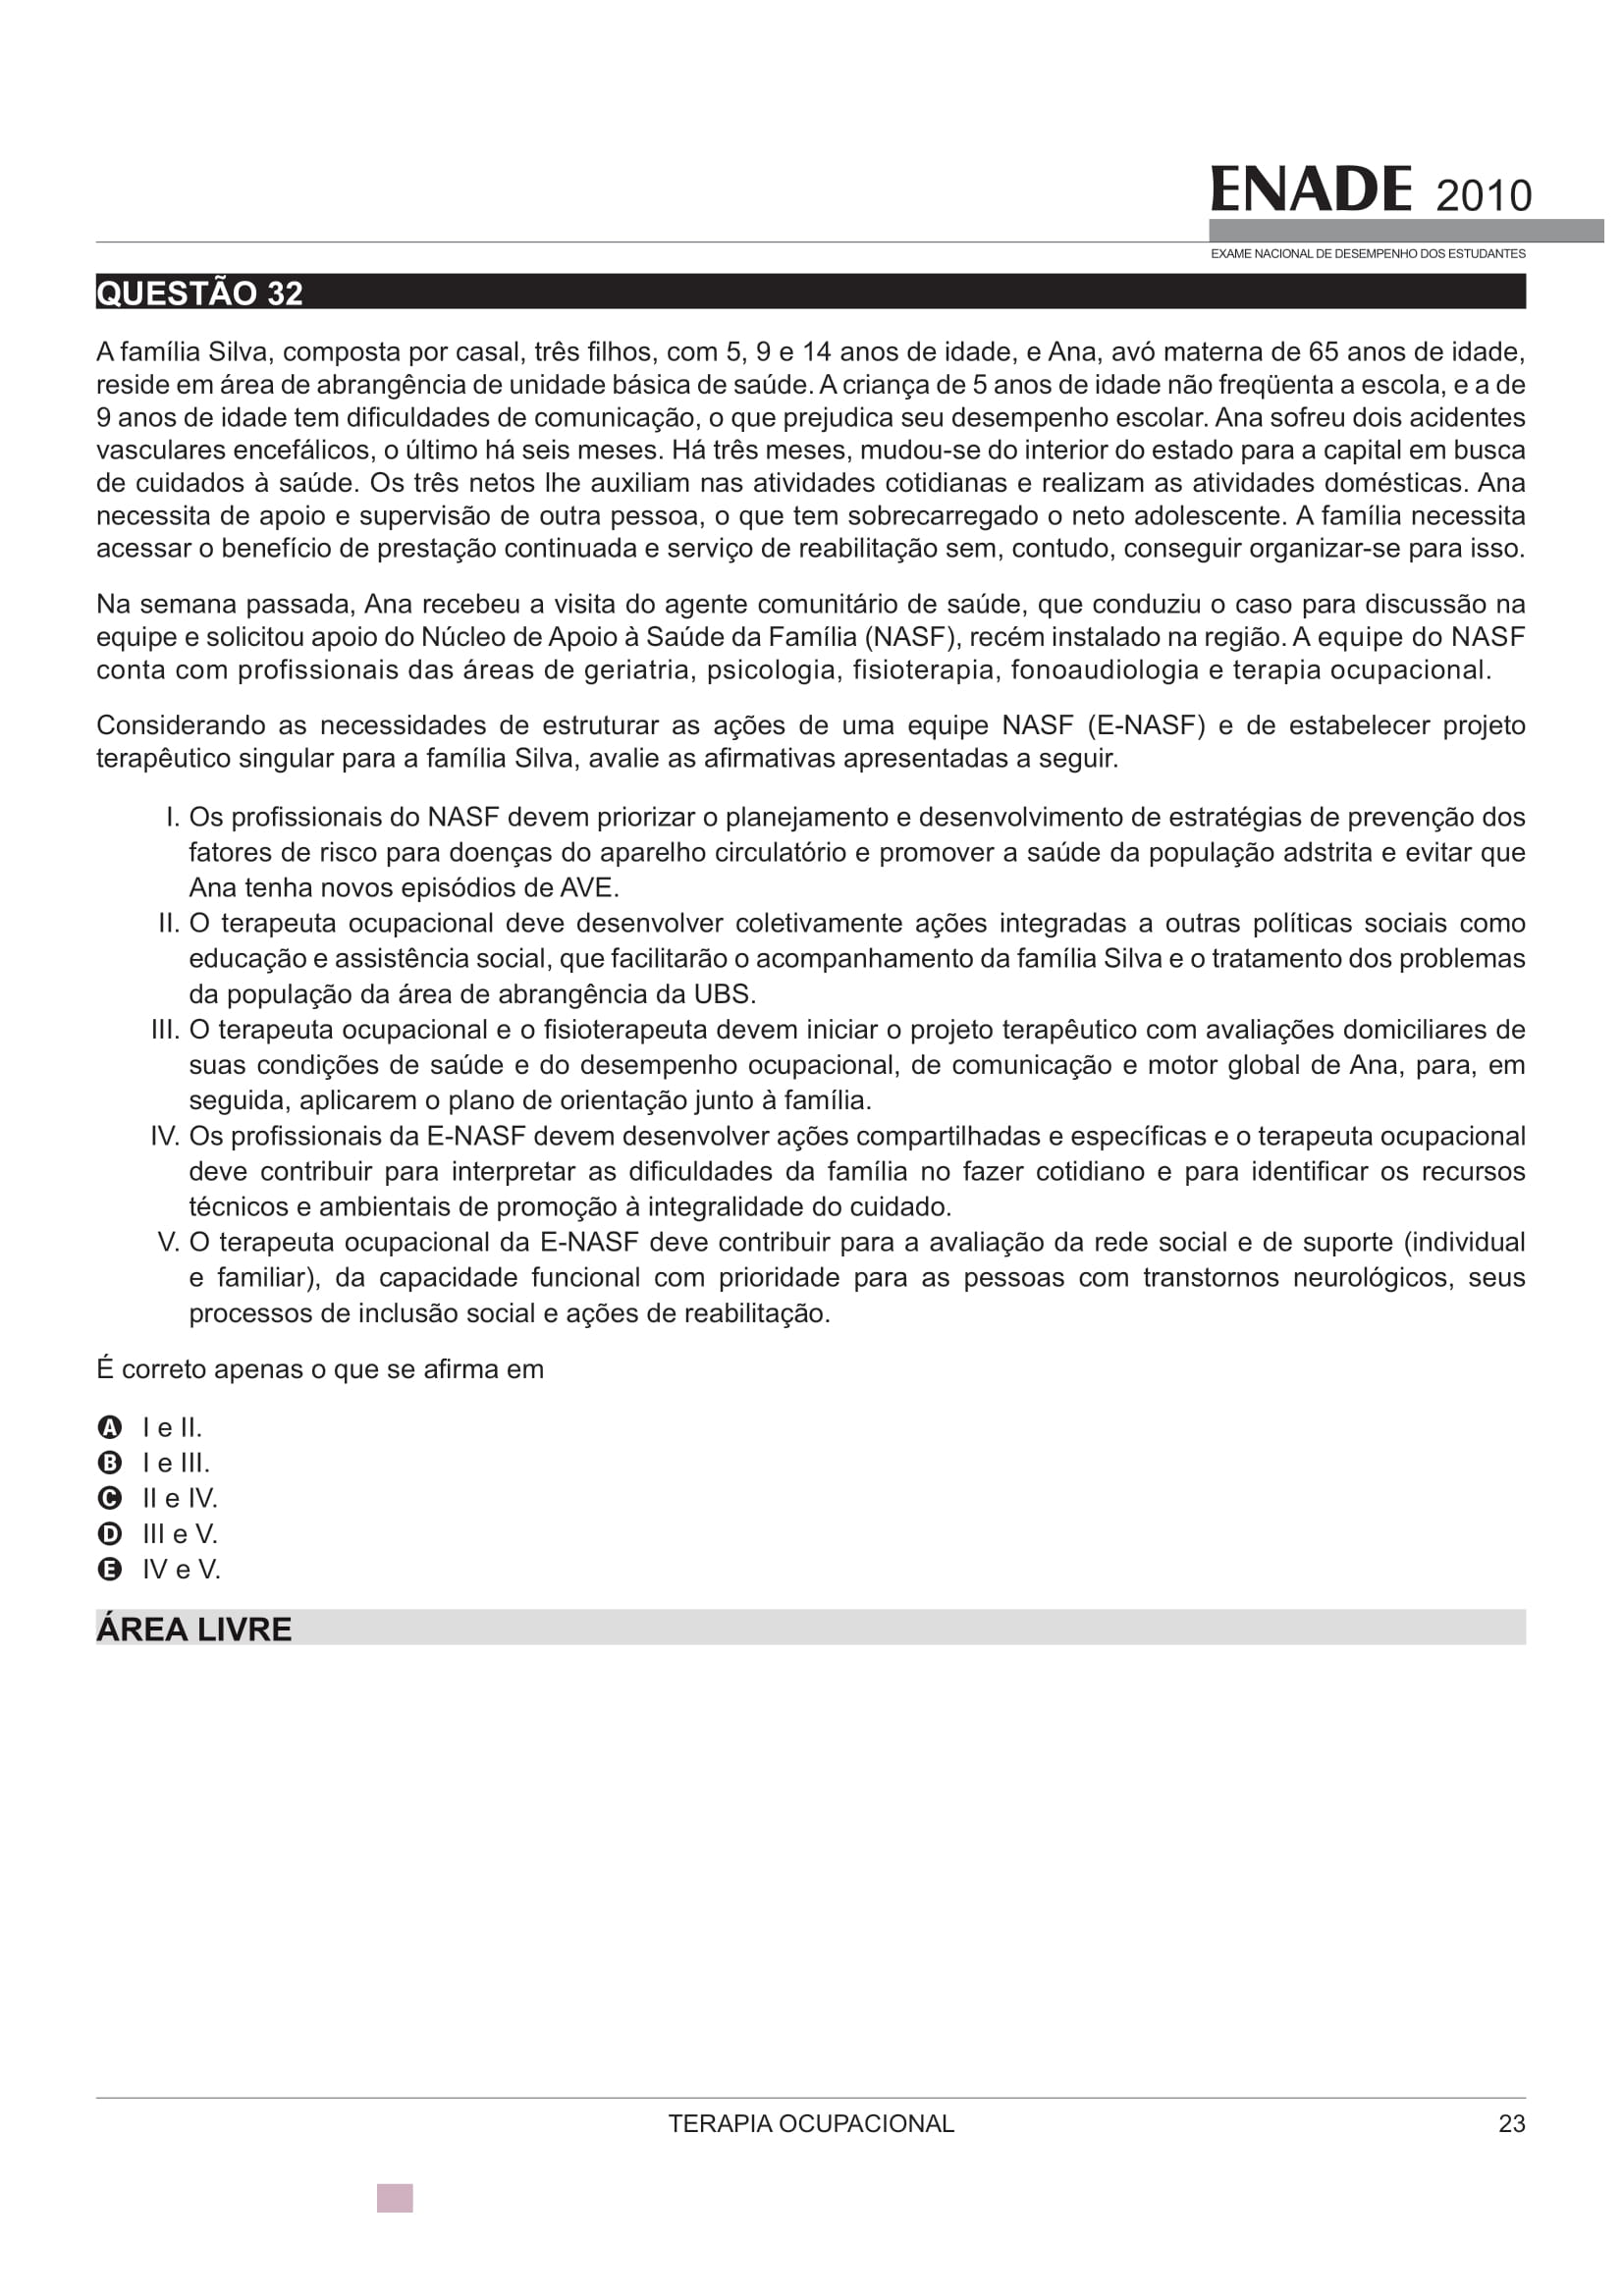 ENADE 2010
EXAME NACIONAL DE DESEMPENHO DOS ESTUDANTES
QUESTÃO 32
A família Silva, composta por casal, três filhos, com 5, 9 e 14 anos de idade, e Ana, avó materna de 65 anos de idade,
reside em área de abrangência de unidade básica de saúde. A criança de 5 anos de idade não freqüenta a escola, e a de
9 anos de idade tem dificuldades de comunicação, o que prejudica seu desempenho escolar. Ana sofreu dois acidentes
vasculares encefálicos, o último há seis meses. Há três meses, mudou-se do interior do estado para a capital em busca
de cuidados à saúde. Os três netos lhe auxiliam nas atividades cotidianas e realizam as atividades domésticas. Ana
necessita de apoio e supervisão de outra pessoa, o que tem sobrecarregado o neto adolescente. A família necessita
acessar o benefício de prestação continuada e serviço de reabilitação sem, contudo, conseguir organizar-se para isso.
Na semana passada, Ana recebeu a visita do agente comunitário de saúde, que conduziu o caso para discussão na
equipe e solicitou apoio do Núcleo de Apoio à Saúde da Família (NASF), recém instalado na região. A equipe do NASF
conta com profissionais das áreas de geriatria, psicologia, fisioterapia, fonoaudiologia e terapia ocupacional.
Considerando as necessidades de estruturar as ações de uma equipe NASF (E-NASF) e de estabelecer projeto
terapêutico singular para a família Silva, avalie as afirmativas apresentadas a seguir.
I. Os profissionais do NASF devem priorizar o planejamento e desenvolvimento de estratégias de prevenção dos
fatores de risco para doenças do aparelho circulatório e promover a saúde da população adstrita e evitar que
Ana tenha novos episódios de AVE.
II. O terapeuta ocupacional deve desenvolver coletivamente ações integradas a outras políticas sociais como
educação e assistência social, que facilitarão o acompanhamento da família Silva e o tratamento dos problemas
da população da área de abrangência da UBS.
III. O terapeuta ocupacional e o fisioterapeuta devem iniciar o projeto terapêutico com avaliações domiciliares de
suas condições de saúde e do desempenho ocupacional, de comunicação e motor global de Ana, para, em
seguida, aplicarem o plano de orientação junto à família.
IV. Os profissionais da E-NASF devem desenvolver ações compartilhadas e específicas e o terapeuta ocupacional
deve contribuir para interpretar as dificuldades da família no fazer cotidiano e para identificar os recursos
técnicos e ambientais de promoção à integralidade do cuidado.
V. O terapeuta ocupacional da E-NASF deve contribuir para a avaliação da rede social e de suporte (individual
e familiar), da capacidade funcional com prioridade para as pessoas com transtornos neurológicos, seus
processos de inclusão social e ações de reabilitação.
É correto apenas o que se afirma em
A I e II.
B I e III.
C II e IV.
D III e V.
E IV e V.
ÁREA LIVRE
TERAPIA OCUPACIONAL 23